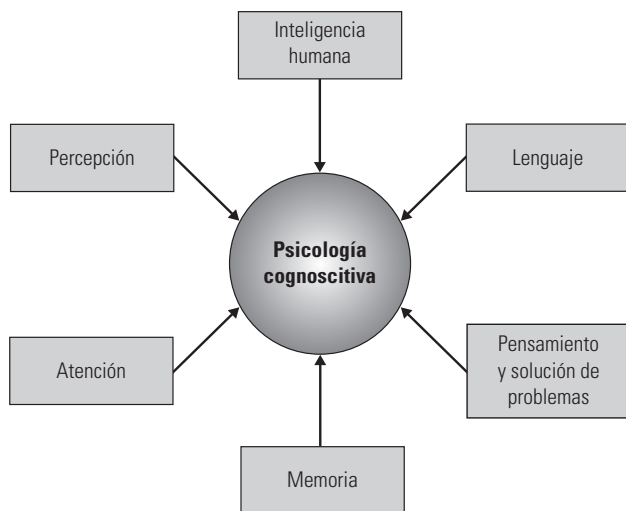 Inteligencia
humana
Percepción
Lenguaje
Psicología
cognoscitiva
Atención
Pensamiento
y solución de
problemas
Memoria